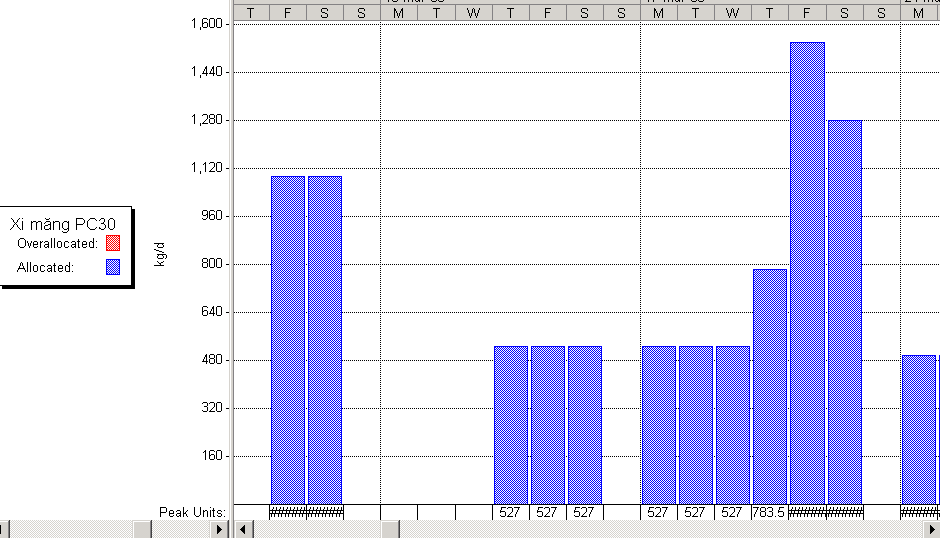 T F S S M T W T F S S M T W T F S S M
1,600
1,440
1,280
1,120
960
800
640
480
320
160
kg/d
Xi măng PC30
Overallocated:
Allocated:
Peak Units: ####### ####### 527 527 527 527 527 527 783.5 ####### ####### #######